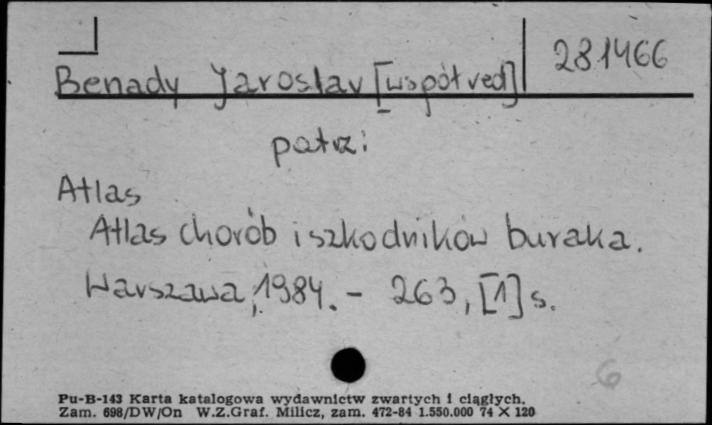 281466
Benady Jaroslav [współred]
patrz:
Atlas
Atlas chorób i szkodników buraka.
Warszawa, 1984. - 263, [1] s.
6
Pu-B-143 Karta katalogowa wydawnictw zwartych i ciągłych.
Zam. 698/DW/On W.Z.Graf. Milicz, zam. 472-84 1.550.000 74 X 120